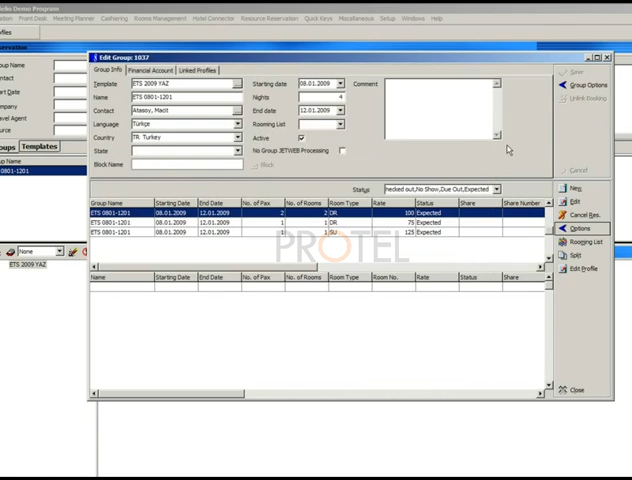 Demo Program
Front Desk Meeting Planner Cashiering Rooms Management Hotel Connector Resource Reservation Quick Keys Miscellaneous Setup Windows Help
Edit Group: 1037
Group Info Financial Account Linked Profiles
Template ETS 2009 YAZ
Name ETS 0801-1201
Contact Atasoy, Macit
Language Türkçe
Country TR Turkey
State
Block Name Block
Starting date 08.01.2009
Nights 4
End date 12.01.2009
Rooming List
Active
No Group JETWEB Processing
Comment
Save
Group Options
Unlink Booking
Cancel
Status hecked out,No Show,Due Out,Expected
Group Name Starting Date End Date No. of Pax No. of Rooms Room Type Rate Status Share Share Number
ETS 0801-1201 08.01.2009 12.01.2009 2 2 DR 100 Expected
ETS 0801-1201 08.01.2009 12.01.2009 1 1 DR 75 Expected
ETS 0801-1201 08.01.2009 12.01.2009 1 1 SU 125 Expected
PROTEL
Name Starting Date End Date No. of Pax No. of Rooms Room Type Room No. Rate Status Share
New
Edit
Cancel Res.
Options
Rooming List
Split
Edit Profile
Close
Group Name
Start Date
Templates
Group Name
0801-1201
None
ETS 2009 YAZ